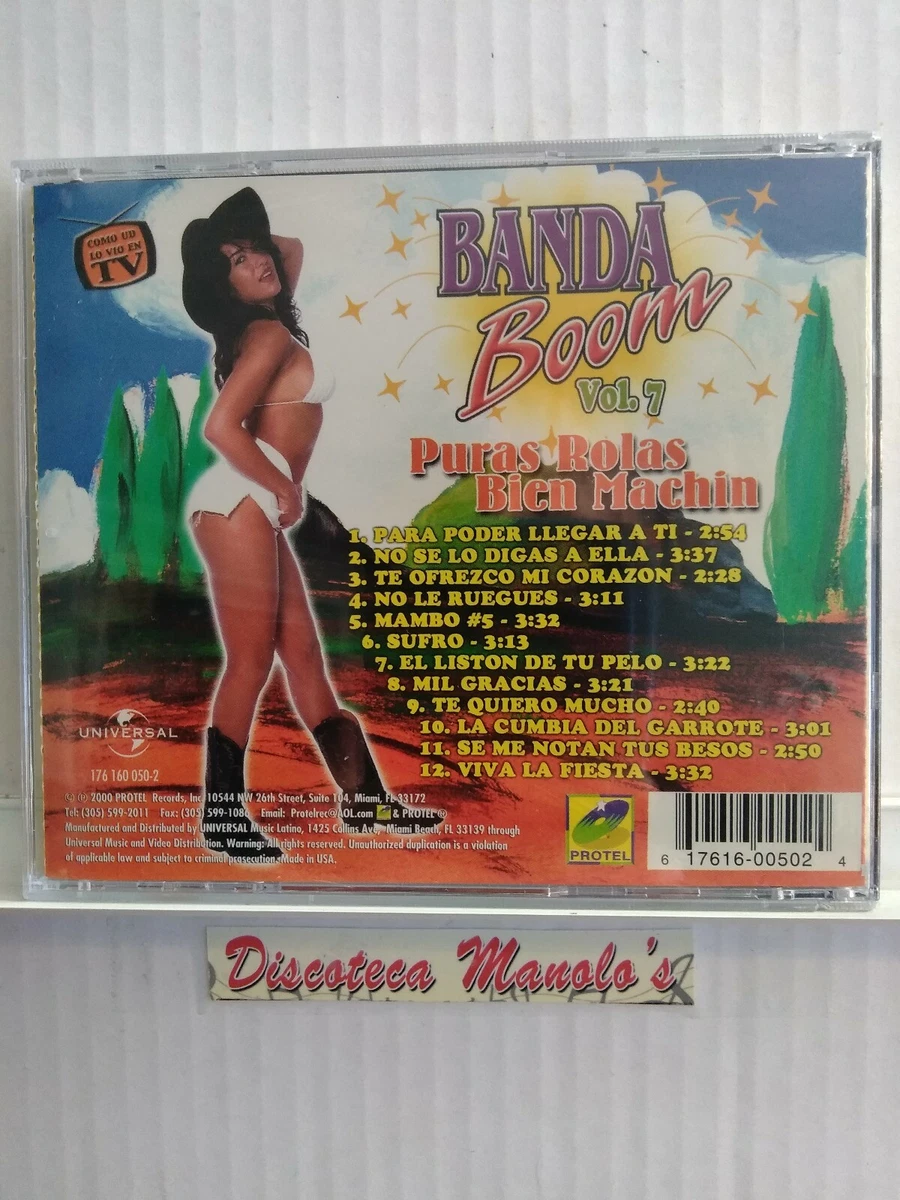 COMO UD
LO VIO EN
TV
BANDA
Boom
Vol. 7
Puras Rolas
Bien Machin
1. PARA PODER LLEGAR A TI - 2:54
2. NO SE LO DIGAS A ELLA - 3:37
3. TE OFREZCO MI CORAZON - 2:28
4. NO LE RUEGUES - 3:11
5. MAMBO #5 - 3:32
6. SUFRO - 3:13
7. EL LISTON DE TU PELO - 3:22
8. MIL GRACIAS - 3:21
9. TE QUIERO MUCHO - 2:40
10. LA CUMBIA DEL GARROTE - 3:01
11. SE ME NOTAN TUS BESOS - 2:50
12. VIVA LA FIESTA - 3:32
UNIVERSAL
176 160 050-2
© ℗ 2000 PROTEL Records, Inc. 10544 NW 26th Street, Suite 104, Miami, FL 33172
Tel: (305) 599-2011 Fax: (305) 599-1086 Email: Protelrec@AOL.com & PROTEL ®
Manufactured and Distributed by UNIVERSAL Music Latino, 1425 Collins Ave., Miami Beach, FL 33139 through
Universal Music and Video Distribution. Warning: All rights reserved. Unauthorized duplication is a violation
of applicable law and subject to criminal prosecution. Made in USA.
PROTEL
6 17616-00502 4
Discoteca Manolo's